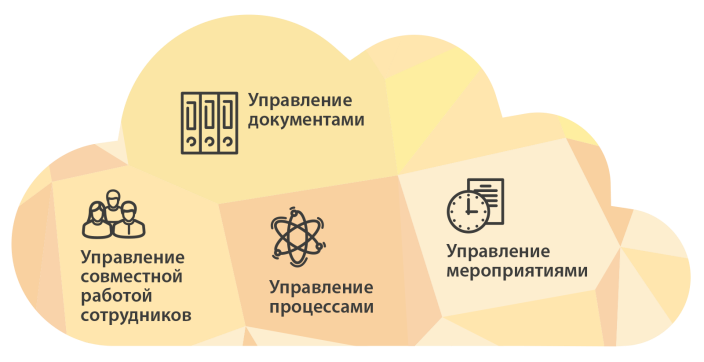 Управление
документами
Управление
совместной
работой
сотрудников
Управление
процессами
Управление
мероприятиями